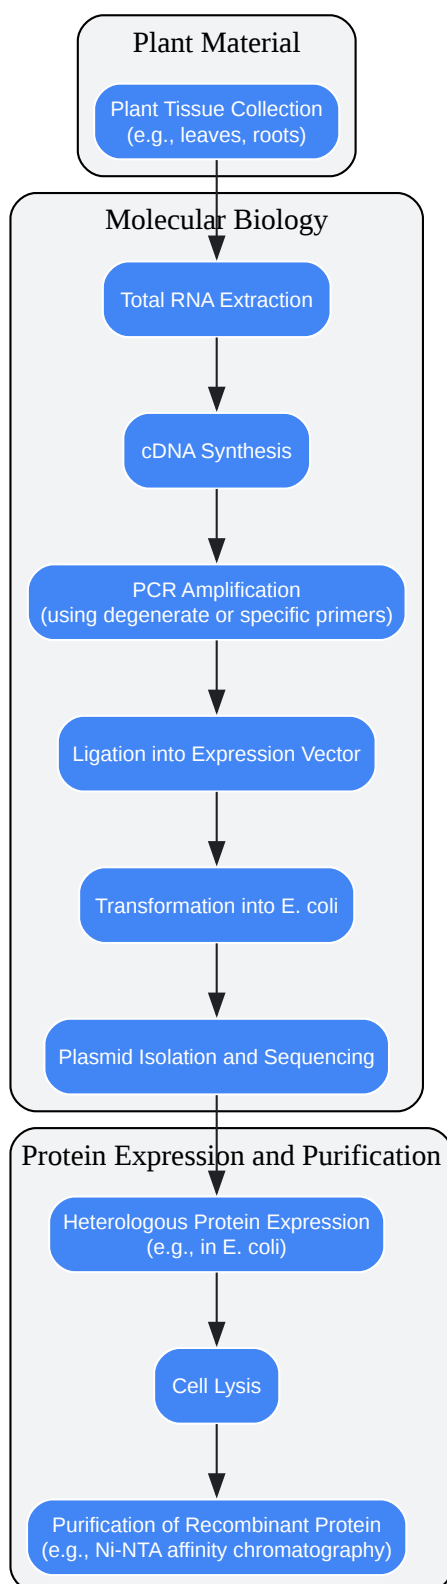 Plant Material
Plant Tissue Collection
(e.g., leaves, roots)
Molecular Biology
Total RNA Extraction
cDNA Synthesis
PCR Amplification
(using degenerate or specific primers)
Ligation into Expression Vector
Transformation into E. coli
Plasmid Isolation and Sequencing
Protein Expression and Purification
Heterologous Protein Expression
(e.g., in E. coli)
Cell Lysis
Purification of Recombinant Protein
(e.g., Ni-NTA affinity chromatography)